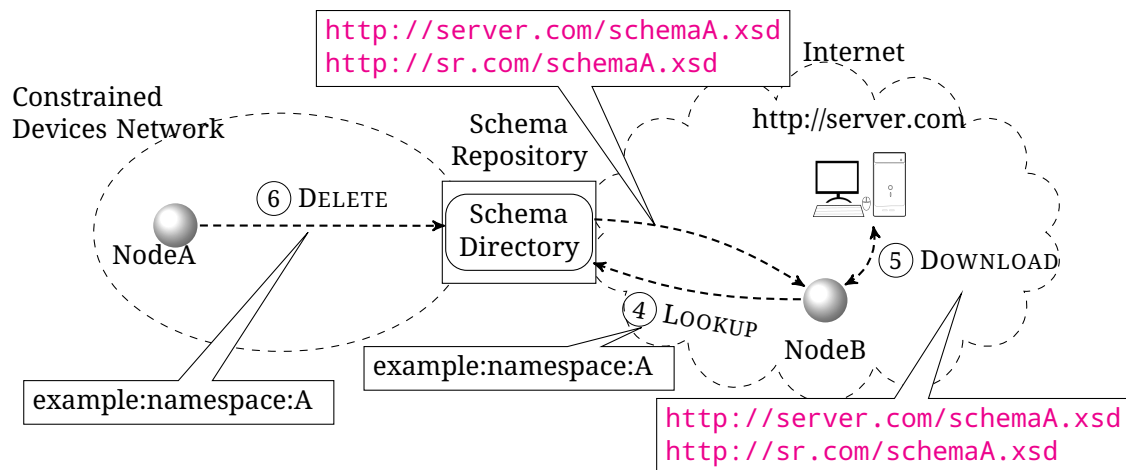 http://server.com/schemaA.xsd
http://sr.com/schemaA.xsd
Internet
Constrained
Devices Network
http://server.com
Schema
Repository
6 DELETE
Schema
Directory
NodeA
5 DOWNLOAD
4 LOOKUP
NodeB
example:namespace:A
example:namespace:A
http://server.com/schemaA.xsd
http://sr.com/schemaA.xsd